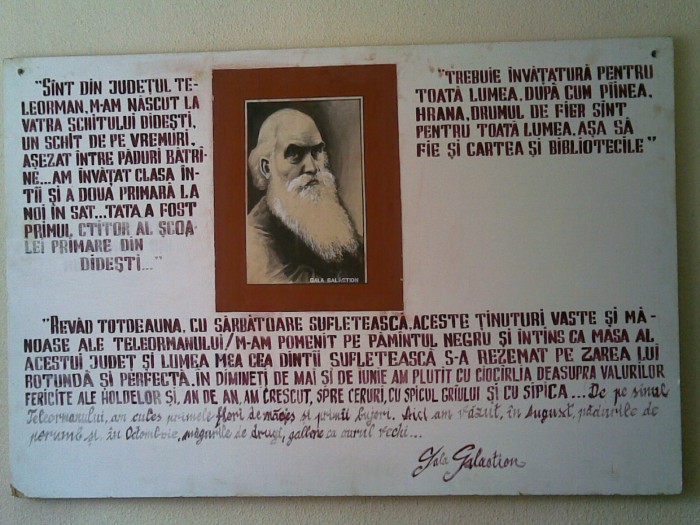 "SÎNT DIN JUDEȚUL TE-
LEORMAN, M-AM NĂSCUT LA
VATRA SCHITULUI DIDEȘTI,
UN SCHIT DE PE VREMURI,
AȘEZAT ÎNTRE PĂDURI BĂTRÎ-
NE...AM ÎNVĂȚAT CLASA ÎN-
TÎI ȘI A DOUA PRIMARĂ LA
NOI ÎN SAT...TATA A FOST
PRIMUL CTITOR AL ȘCOA-
LEI PRIMARE DIN
DIDEȘTI..."
GALA GALASTION
"TREBUIE ÎNVĂȚATURĂ PENTRU
TOATĂ LUMEA, DUPĂ CUM PÎINEA,
HRANA, DRUMUL DE FIER SÎNT
PENTRU TOATĂ LUMEA, AȘA SĂ
FIE ȘI CARTEA ȘI BIBLIOTECILE"
"REVĂD TOTDEAUNA, CU SĂRBĂTOARE SUFLETEASCĂ, ACESTE ȚINUTURI VASTE ȘI MĂ-
NOASE ALE TELEORMANULUI/M-AM POMENIT PE PĂMÎNTUL NEGRU ȘI ÎNTINS CA MASA AL
ACESTUI JUDEȚ ȘI LUMEA MEA CEA DINTÎI SUFLETEASCĂ S-A REZEMAT PE ZAREA LUI
ROTUNDĂ ȘI PERFECTĂ. ÎN DIMINEȚI DE MAI ȘI DE IUNIE AM PLUTIT CU CIOCÎRLIA DEASUPRA VALURILOR
FERICITE ALE HOLDELOR ȘI, AN DE AN, AM CRESCUT, SPRE CERURI, CU SPICUL GRÎULUI ȘI CU SIPICA... De pe sînul
Teleormanului, am cules primele flori de măceș și primii bujori. Aici am văzut, în August, pădurile de
porumb și în Octombrie, măgurile de drugi, galbene ca aurul vechi...
Gala Galastion